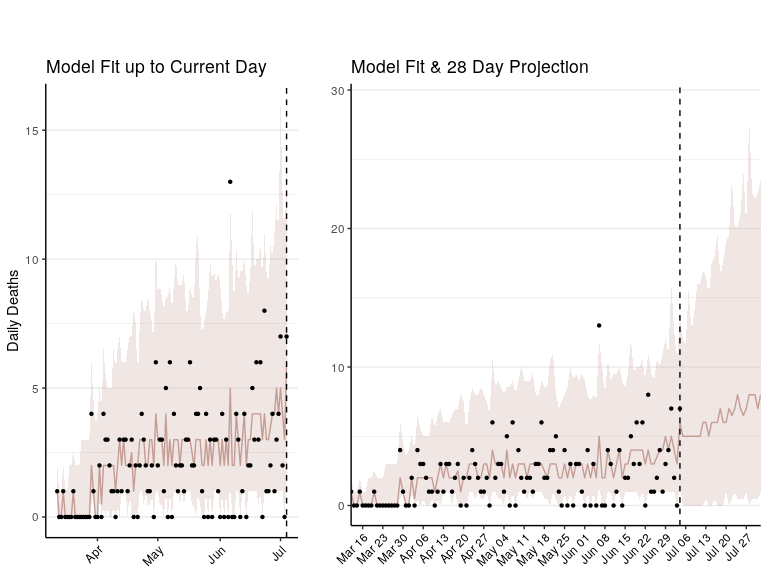 Model Fit up to Current Day
Daily Deaths
15
10
5
0
Apr
May
Jun
Jul
Model Fit & 28 Day Projection
30
20
10
0
Mar 16
Mar 23
Mar 30
Apr 06
Apr 13
Apr 20
Apr 27
May 04
May 11
May 18
May 25
Jun 01
Jun 08
Jun 15
Jun 22
Jun 29
Jul 06
Jul 13
Jul 20
Jul 27